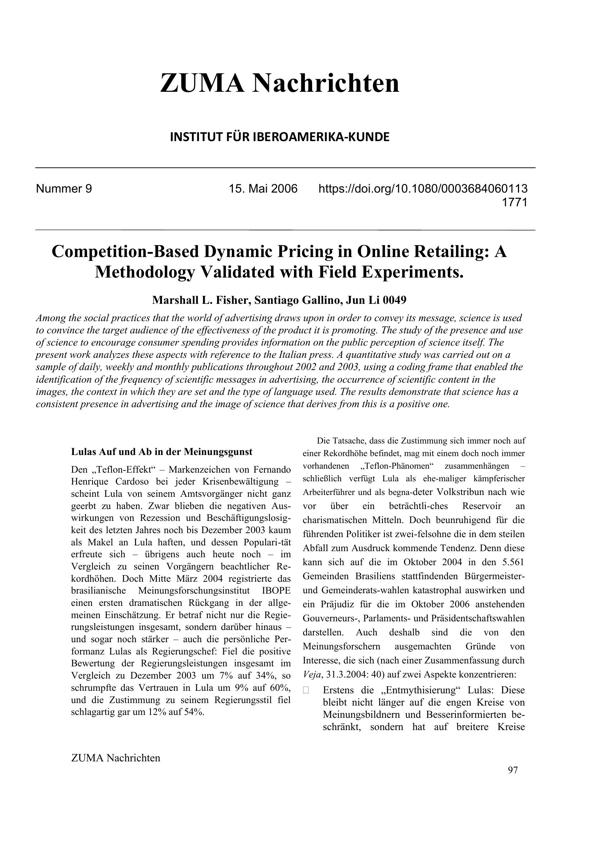 ZUMA Nachrichten
INSTITUT FÜR IBEROAMERIKA-KUNDE
Nummer 9 15. Mai 2006 https://doi.org/10.1080/0003684060113
1771
Competition-Based Dynamic Pricing in Online Retailing: A
Methodology Validated with Field Experiments.
Marshall L. Fisher, Santiago Gallino, Jun Li 0049
Among the social practices that the world of advertising draws upon in order to convey its message, science is used
to convince the target audience of the effectiveness of the product it is promoting. The study of the presence and use
of science to encourage consumer spending provides information on the public perception of science itself. The
present work analyzes these aspects with reference to the Italian press. A quantitative study was carried out on a
sample of daily, weekly and monthly publications throughout 2002 and 2003, using a coding frame that enabled the
identification of the frequency of scientific messages in advertising, the occurrence of scientific content in the
images, the context in which they are set and the type of language used. The results demonstrate that science has a
consistent presence in advertising and the image of science that derives from this is a positive one.
Lulas Auf und Ab in der Meinungsgunst
Den „Teflon-Effekt“ – Markenzeichen von Fernando
Henrique Cardoso bei jeder Krisenbewältigung –
scheint Lula von seinem Amtsvorgänger nicht ganz
geerbt zu haben. Zwar blieben die negativen Aus-
wirkungen von Rezession und Beschäftigungslosig-
keit des letzten Jahres noch bis Dezember 2003 kaum
als Makel an Lula haften, und dessen Populari-tät
erfreute sich – übrigens auch heute noch – im
Vergleich zu seinen Vorgängern beachtlicher Re-
kordhöhen. Doch Mitte März 2004 registrierte das
brasilianische Meinungsforschungsinstitut IBOPE
einen ersten dramatischen Rückgang in der allge-
meinen Einschätzung. Er betraf nicht nur die Regie-
rungsleistungen insgesamt, sondern darüber hinaus –
und sogar noch stärker – auch die persönliche Per-
formanz Lulas als Regierungschef: Fiel die positive
Bewertung der Regierungsleistungen insgesamt im
Vergleich zu Dezember 2003 um 7% auf 34%, so
schrumpfte das Vertrauen in Lula um 9% auf 60%,
und die Zustimmung zu seinem Regierungsstil fiel
schlagartig gar um 12% auf 54%.
Die Tatsache, dass die Zustimmung sich immer noch auf
einer Rekordhöhe befindet, mag mit einem doch noch immer
vorhandenen „Teflon-Phänomen“ zusammenhängen –
schließlich verfügt Lula als ehe-maliger kämpferischer
Arbeiterführer und als begna-deter Volkstribun nach wie
vor über ein beträchtli-ches Reservoir an
charismatischen Mitteln. Doch beunruhigend für die
führenden Politiker ist zwei-felsohne die in dem steilen
Abfall zum Ausdruck kommende Tendenz. Denn diese
kann sich auf die im Oktober 2004 in den 5.561
Gemeinden Brasiliens stattfindenden Bürgermeister-
und Gemeinderats-wahlen katastrophal auswirken und
ein Präjudiz für die im Oktober 2006 anstehenden
Gouverneurs-, Parlaments- und Präsidentschaftswahlen
darstellen. Auch deshalb sind die von den
Meinungsforschern ausgemachten Gründe von
Interesse, die sich (nach einer Zusammenfassung durch
Veja, 31.3.2004: 40) auf zwei Aspekte konzentrieren:
Erstens die „Entmythisierung“ Lulas: Diese
bleibt nicht länger auf die engen Kreise von
Meinungsbildnern und Besserinformierten be-
schränkt, sondern hat auf breitere Kreise
ZUMA Nachrichten
97